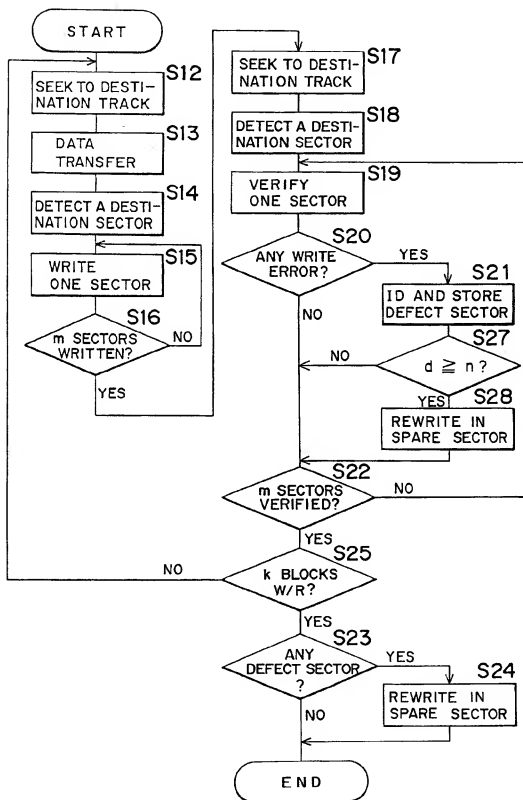 START
S12
SEEK TO DESTI-
NATION TRACK
S13
DATA
TRANSFER
S14
DETECT A DESTI-
NATION SECTOR
S15
WRITE
ONE SECTOR
S16
m SECTORS
WRITTEN?
NO
YES
S17
SEEK TO DESTI-
NATION TRACK
S18
DETECT A DESTI-
NATION SECTOR
S19
VERIFY
ONE SECTOR
S20
ANY WRITE
ERROR?
YES
NO
S21
ID AND STORE
DEFECT SECTOR
S27
d ≧ n ?
NO
YES
S28
REWRITE IN
SPARE SECTOR
S22
m SECTORS
VERIFIED?
NO
YES
S25
k BLOCKS
W/R?
NO
YES
S23
ANY
DEFECT SECTOR
?
YES
NO
S24
REWRITE IN
SPARE SECTOR
END